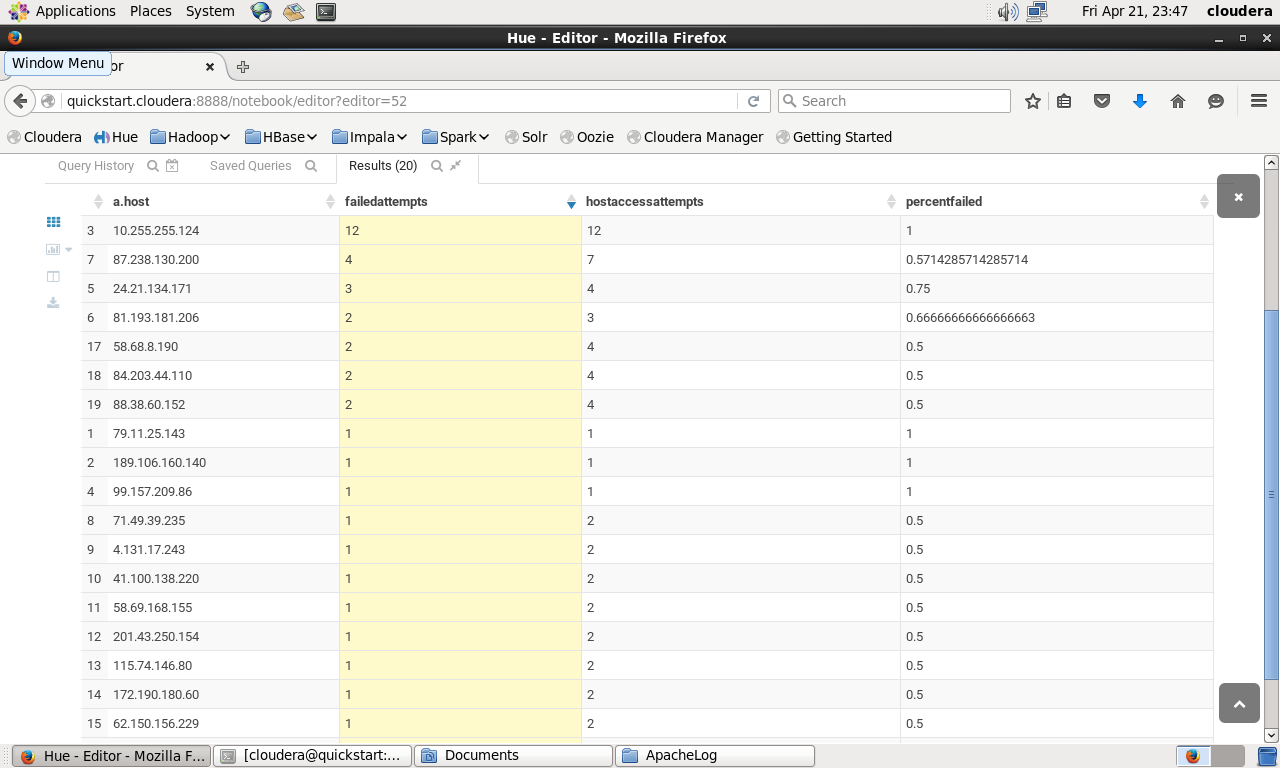 Applications Places System Fri Apr 21, 23:47 cloudera
Hue - Editor - Mozilla Firefox
Window Menu or
quickstart.cloudera:8888/notebook/editor?editor=52 Search
Cloudera Hue Hadoop HBase Impala Spark Solr Oozie Cloudera Manager Getting Started
Query History Saved Queries Results (20)
a.host failedattempts hostaccessattempts percentfailed
3 10.255.255.124 12 12 1
7 87.238.130.200 4 7 0.5714285714285714
5 24.21.134.171 3 4 0.75
6 81.193.181.206 2 3 0.66666666666666663
17 58.68.8.190 2 4 0.5
18 84.203.44.110 2 4 0.5
19 88.38.60.152 2 4 0.5
1 79.11.25.143 1 1 1
2 189.106.160.140 1 1 1
4 99.157.209.86 1 1 1
8 71.49.39.235 1 2 0.5
9 4.131.17.243 1 2 0.5
10 41.100.138.220 1 2 0.5
11 58.69.168.155 1 2 0.5
12 201.43.250.154 1 2 0.5
13 115.74.146.80 1 2 0.5
14 172.190.180.60 1 2 0.5
15 62.150.156.229 1 2 0.5
Hue - Editor - Mozilla F... [cloudera@quickstart:... Documents ApacheLog